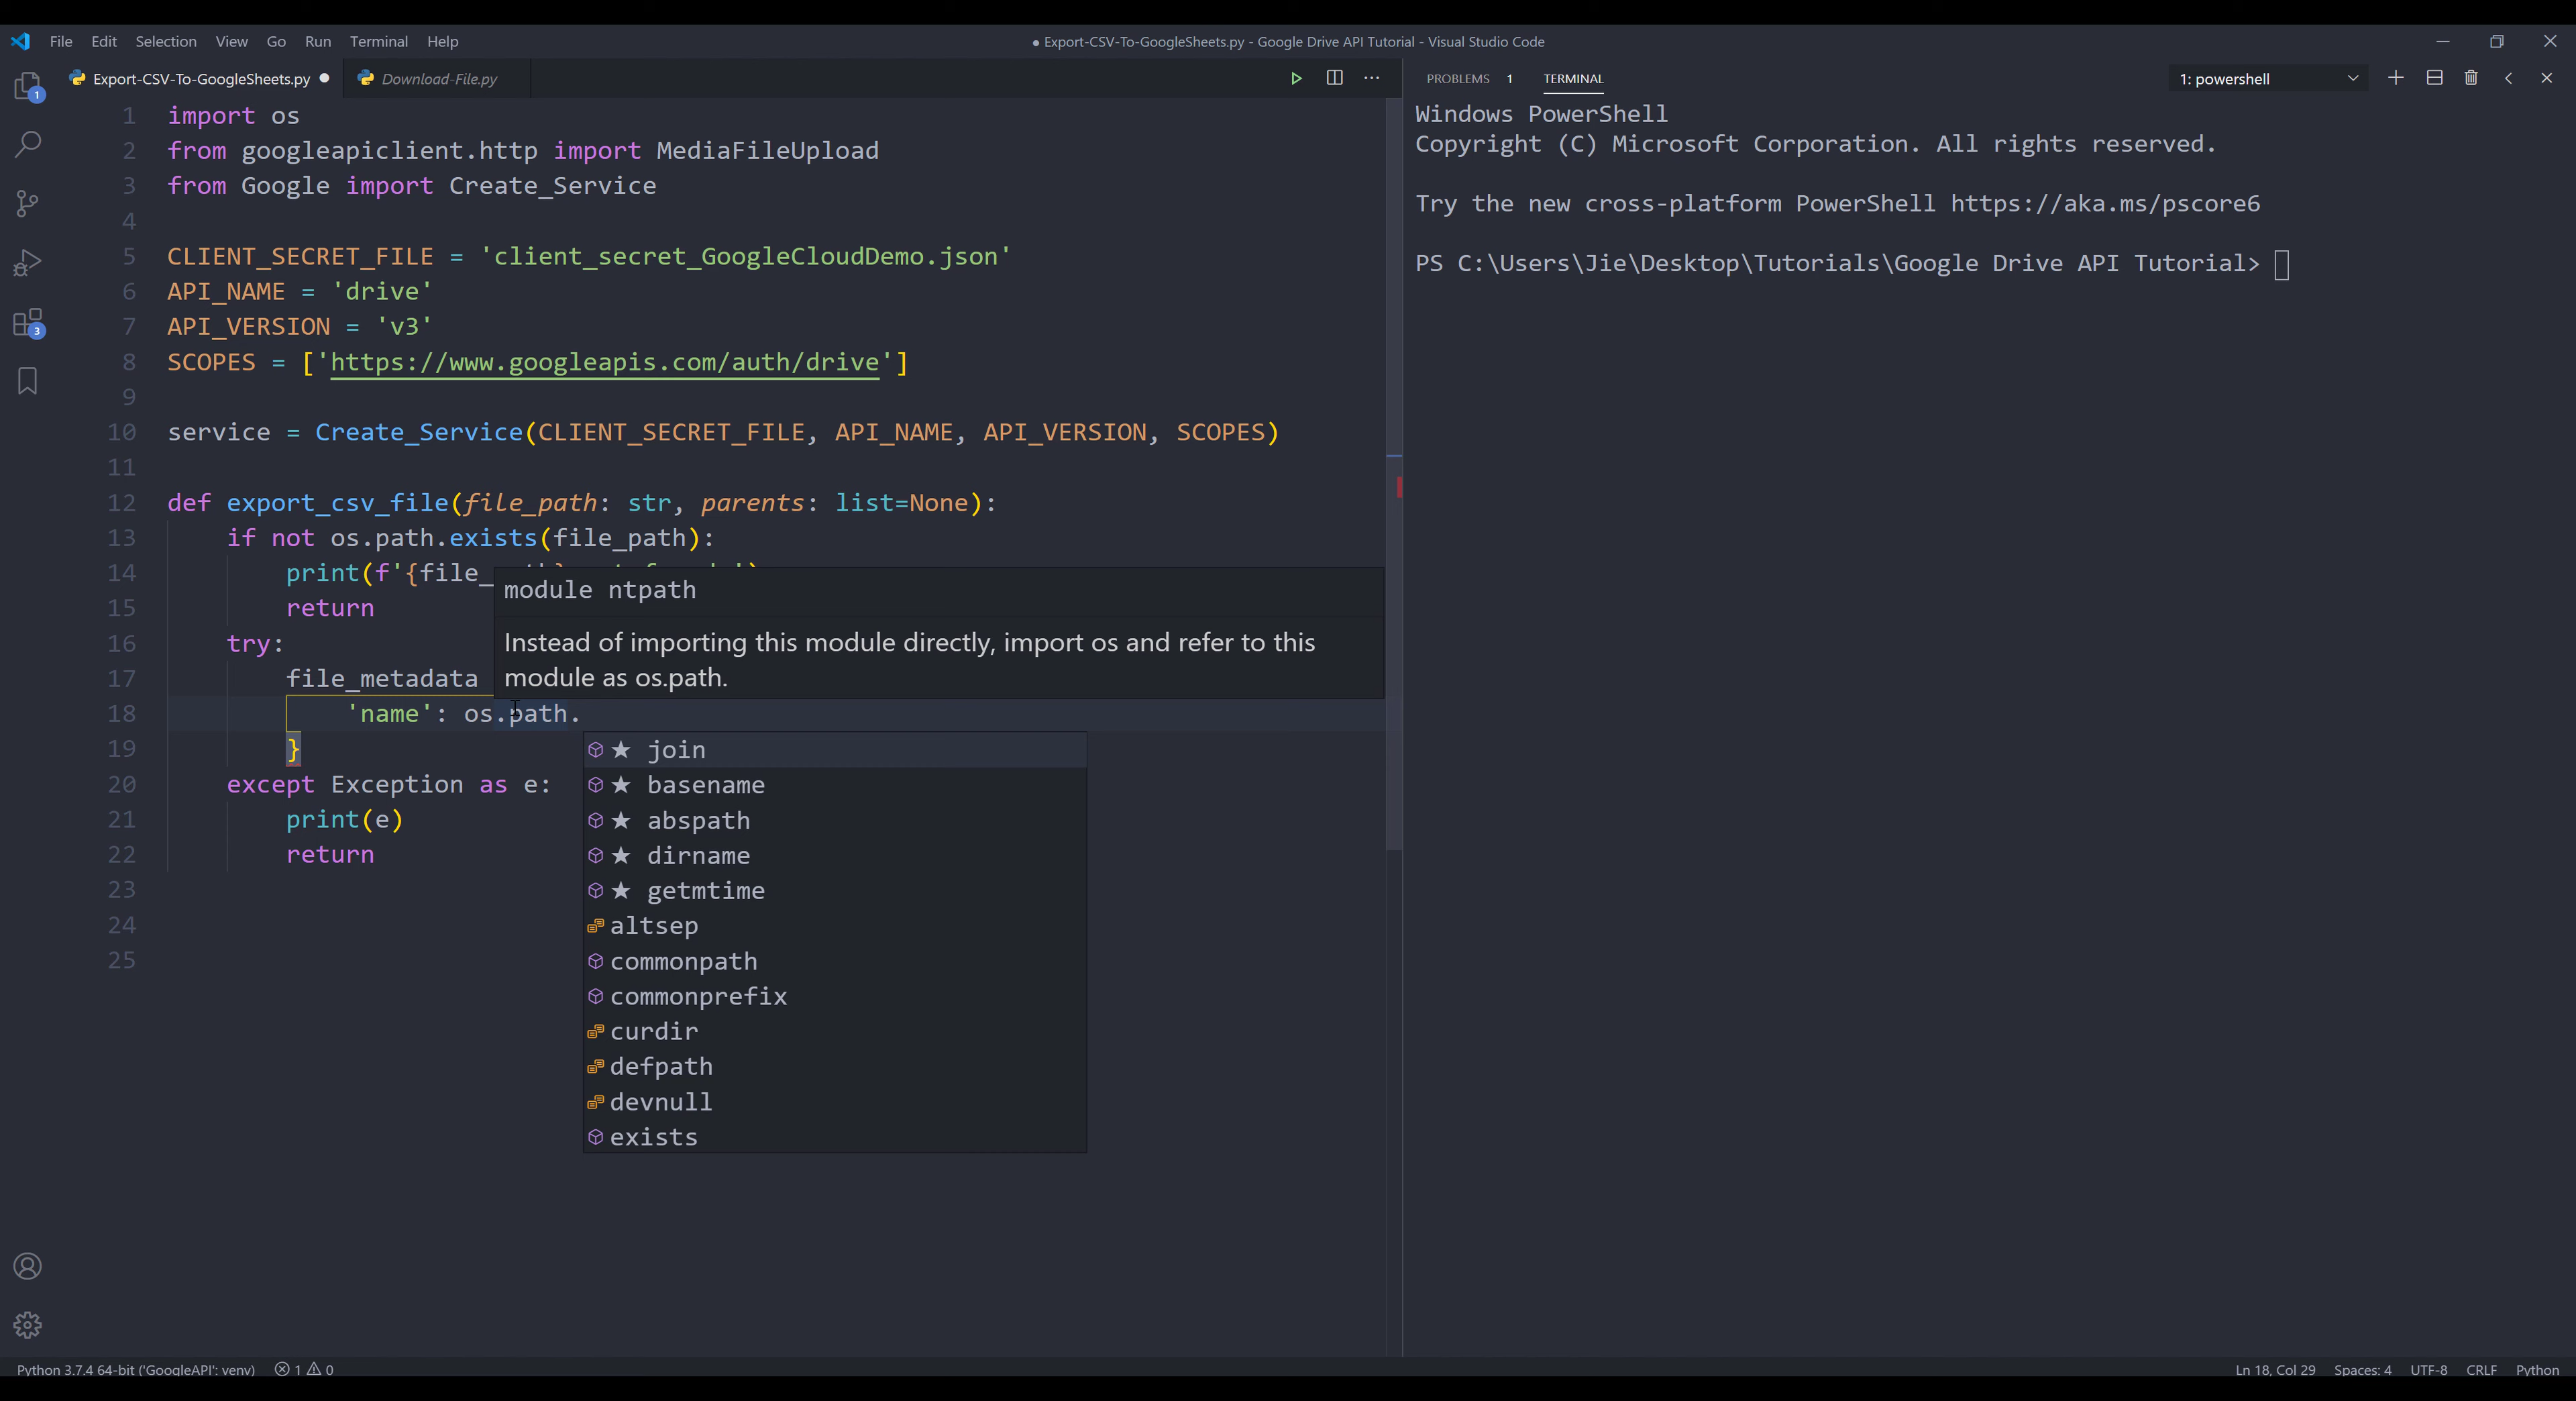 File Edit Selection View Go Run Terminal Help
● Export-CSV-To-GoogleSheets.py - Google Drive API Tutorial - Visual Studio Code
Export-CSV-To-GoogleSheets.py ●
Download-File.py
1 import os
2 from googleapiclient.http import MediaFileUpload
3 from Google import Create_Service
4
5 CLIENT_SECRET_FILE = 'client_secret_GoogleCloudDemo.json'
6 API_NAME = 'drive'
7 API_VERSION = 'v3'
8 SCOPES = ['https://www.googleapis.com/auth/drive']
9
10 service = Create_Service(CLIENT_SECRET_FILE, API_NAME, API_VERSION, SCOPES)
11
12 def export_csv_file(file_path: str, parents: list=None):
13 if not os.path.exists(file_path):
14 print(f'{file_
15 return
16 try:
17 file_metadata
18 'name': os.path.
19 }
20 except Exception as e:
21 print(e)
22 return
23
24
25
module ntpath
Instead of importing this module directly, import os and refer to this
module as os.path.
★ join
★ basename
★ abspath
★ dirname
★ getmtime
altsep
commonpath
commonprefix
curdir
defpath
devnull
exists
PROBLEMS 1 TERMINAL
1: powershell
Windows PowerShell
Copyright (C) Microsoft Corporation. All rights reserved.
Try the new cross-platform PowerShell https://aka.ms/pscore6
PS C:\Users\Jie\Desktop\Tutorials\Google Drive API Tutorial>
1
3
Python 3.7.4 64-bit ('GoogleAPI': venv) 1 0
Ln 18, Col 29 Spaces: 4 UTF-8 CRLF Python